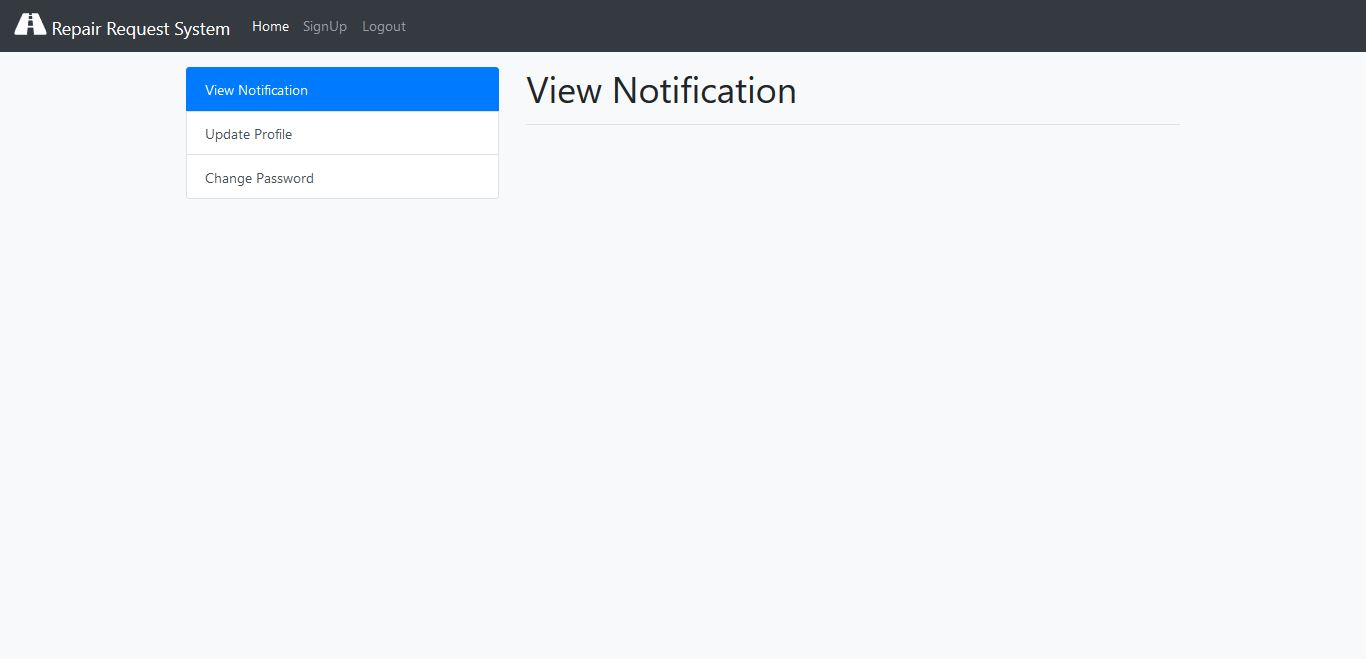 Repair Request System Home SignUp Logout
View Notification
Update Profile
Change Password
View Notification